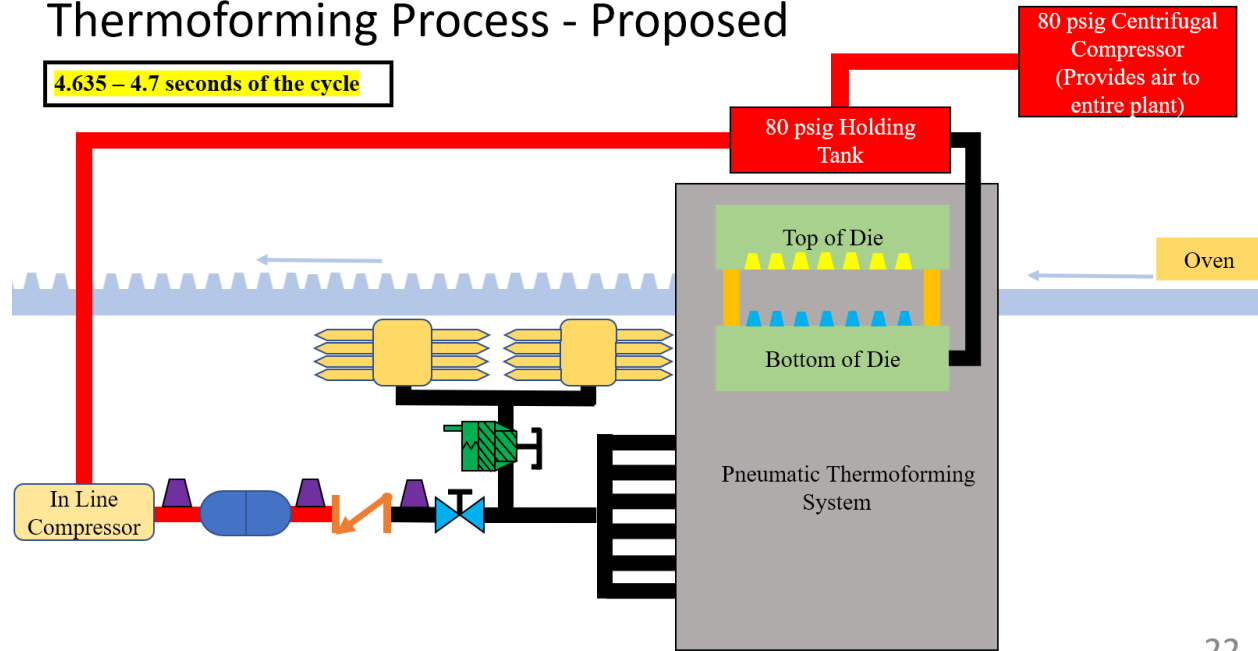 Thermoforming Process - Proposed
4.635 – 4.7 seconds of the cycle
80 psig Centrifugal
Compressor
(Provides air to
entire plant)
80 psig Holding
Tank
Top of Die
Oven
Bottom of Die
Pneumatic Thermoforming
System
In Line
Compressor
22